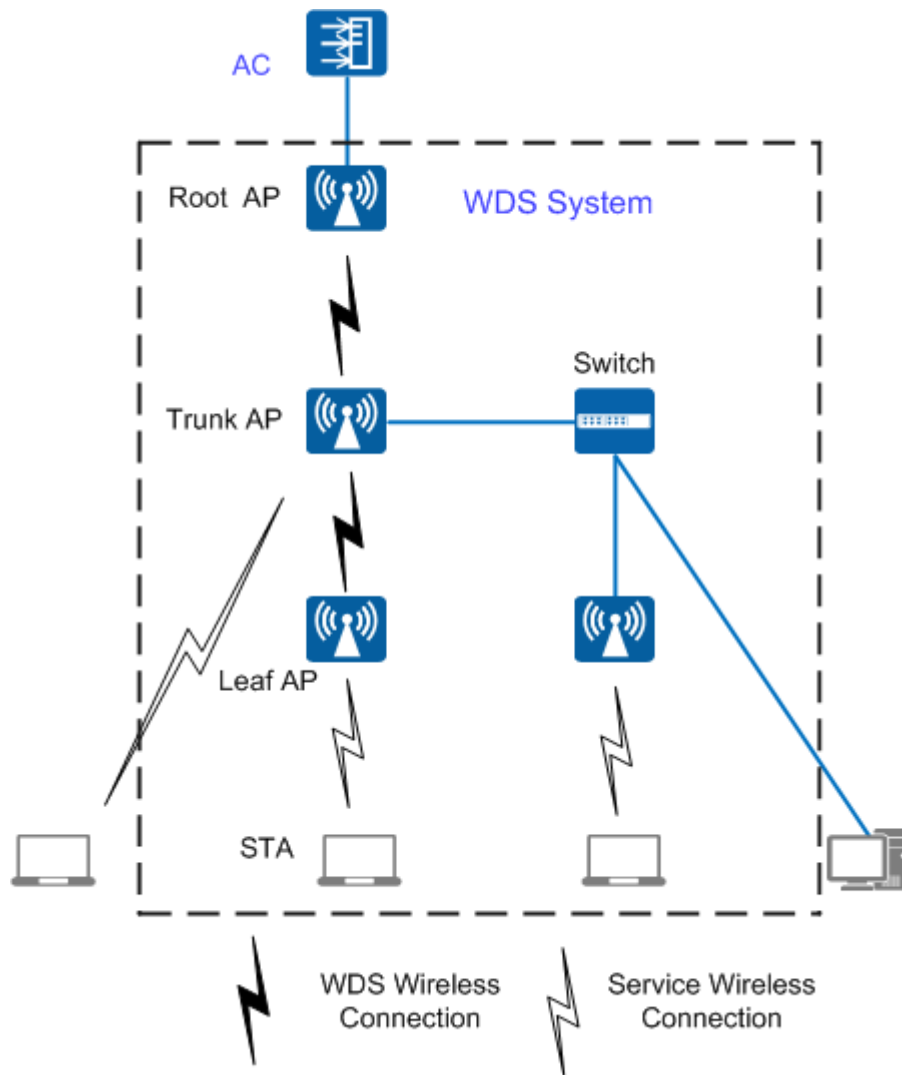 AC
Root AP
WDS System
Switch
Trunk AP
Leaf AP
STA
WDS Wireless
Connection
Service Wireless
Connection